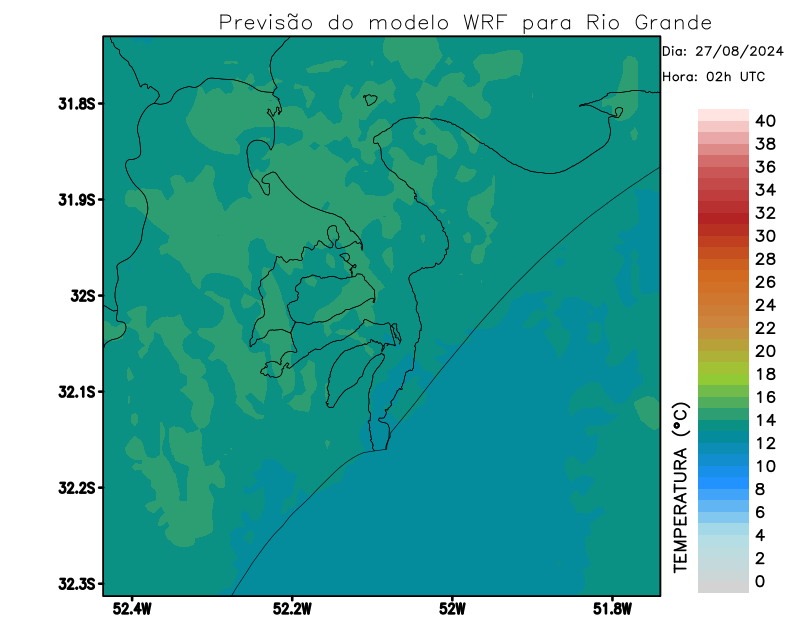 Previsão do modelo WRF para Rio Grande
Dia: 27/08/2024
Hora: 02h UTC
31.8S
31.9S
32S
32.1S
32.2S
32.3S
52.4W
52.2W
52W
51.8W
TEMPERATURA (°C)
40
38
36
34
32
30
28
26
24
22
20
18
16
14
12
10
8
6
4
2
0